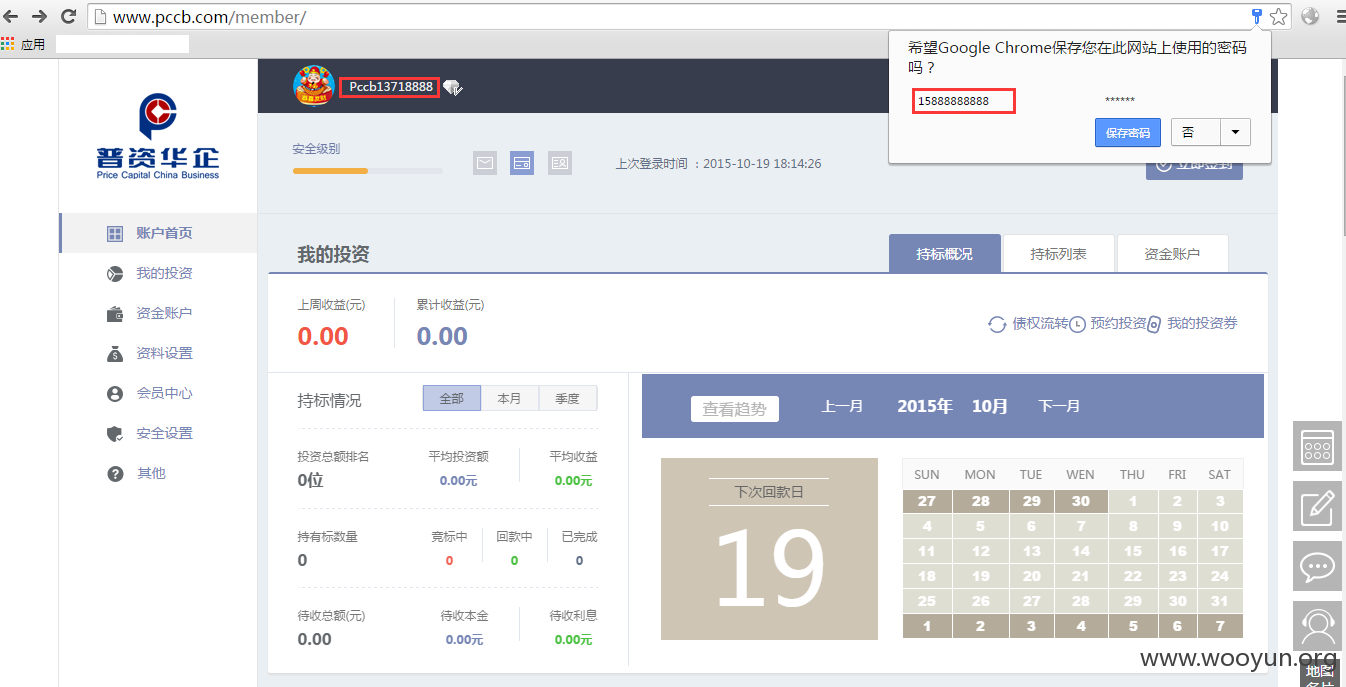 www.pccb.com/member/
应用
希望Google Chrome保存您在此网站上使用的密码
吗？
15888888888 ******
保存密码 否
普资华企
Price Capital China Business
Pccb13718888
安全级别
上次登录时间 ：2015-10-19 18:14:26
立即签到
账户首页
我的投资
资金账户
资料设置
会员中心
安全设置
其他
我的投资
持标概况 持标列表 资金账户
上周收益(元) 累计收益(元)
0.00 0.00
债权流转 预约投资 我的投资券
持标情况 全部 本月 季度
投资总额排名 平均投资额 平均收益
0位 0.00元 0.00元
持有标数量 竞标中 回款中 已完成
0 0 0 0
待收总额(元) 待收本金 待收利息
0.00 0.00元 0.00元
查看趋势 上一月 2015年 10月 下一月
下次回款日
19
SUN MON TUE WEN THU FRI SAT
27 28 29 30 1 2 3
4 5 6 7 8 9 10
11 12 13 14 15 16 17
18 19 20 21 22 23 24
25 26 27 28 29 30 31
1 2 3 4 5 6 7
www.wooyun.org
地图